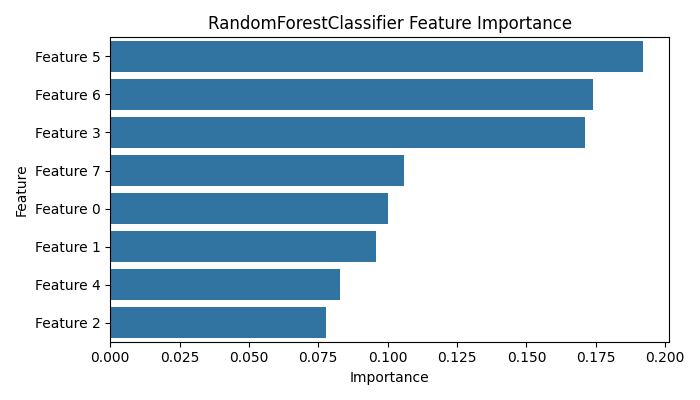 RandomForestClassifier Feature Importance
Feature 5
Feature 6
Feature 3
Feature 7
Feature 0
Feature 1
Feature 4
Feature 2
Feature
0.000 0.025 0.050 0.075 0.100 0.125 0.150 0.175 0.200
Importance